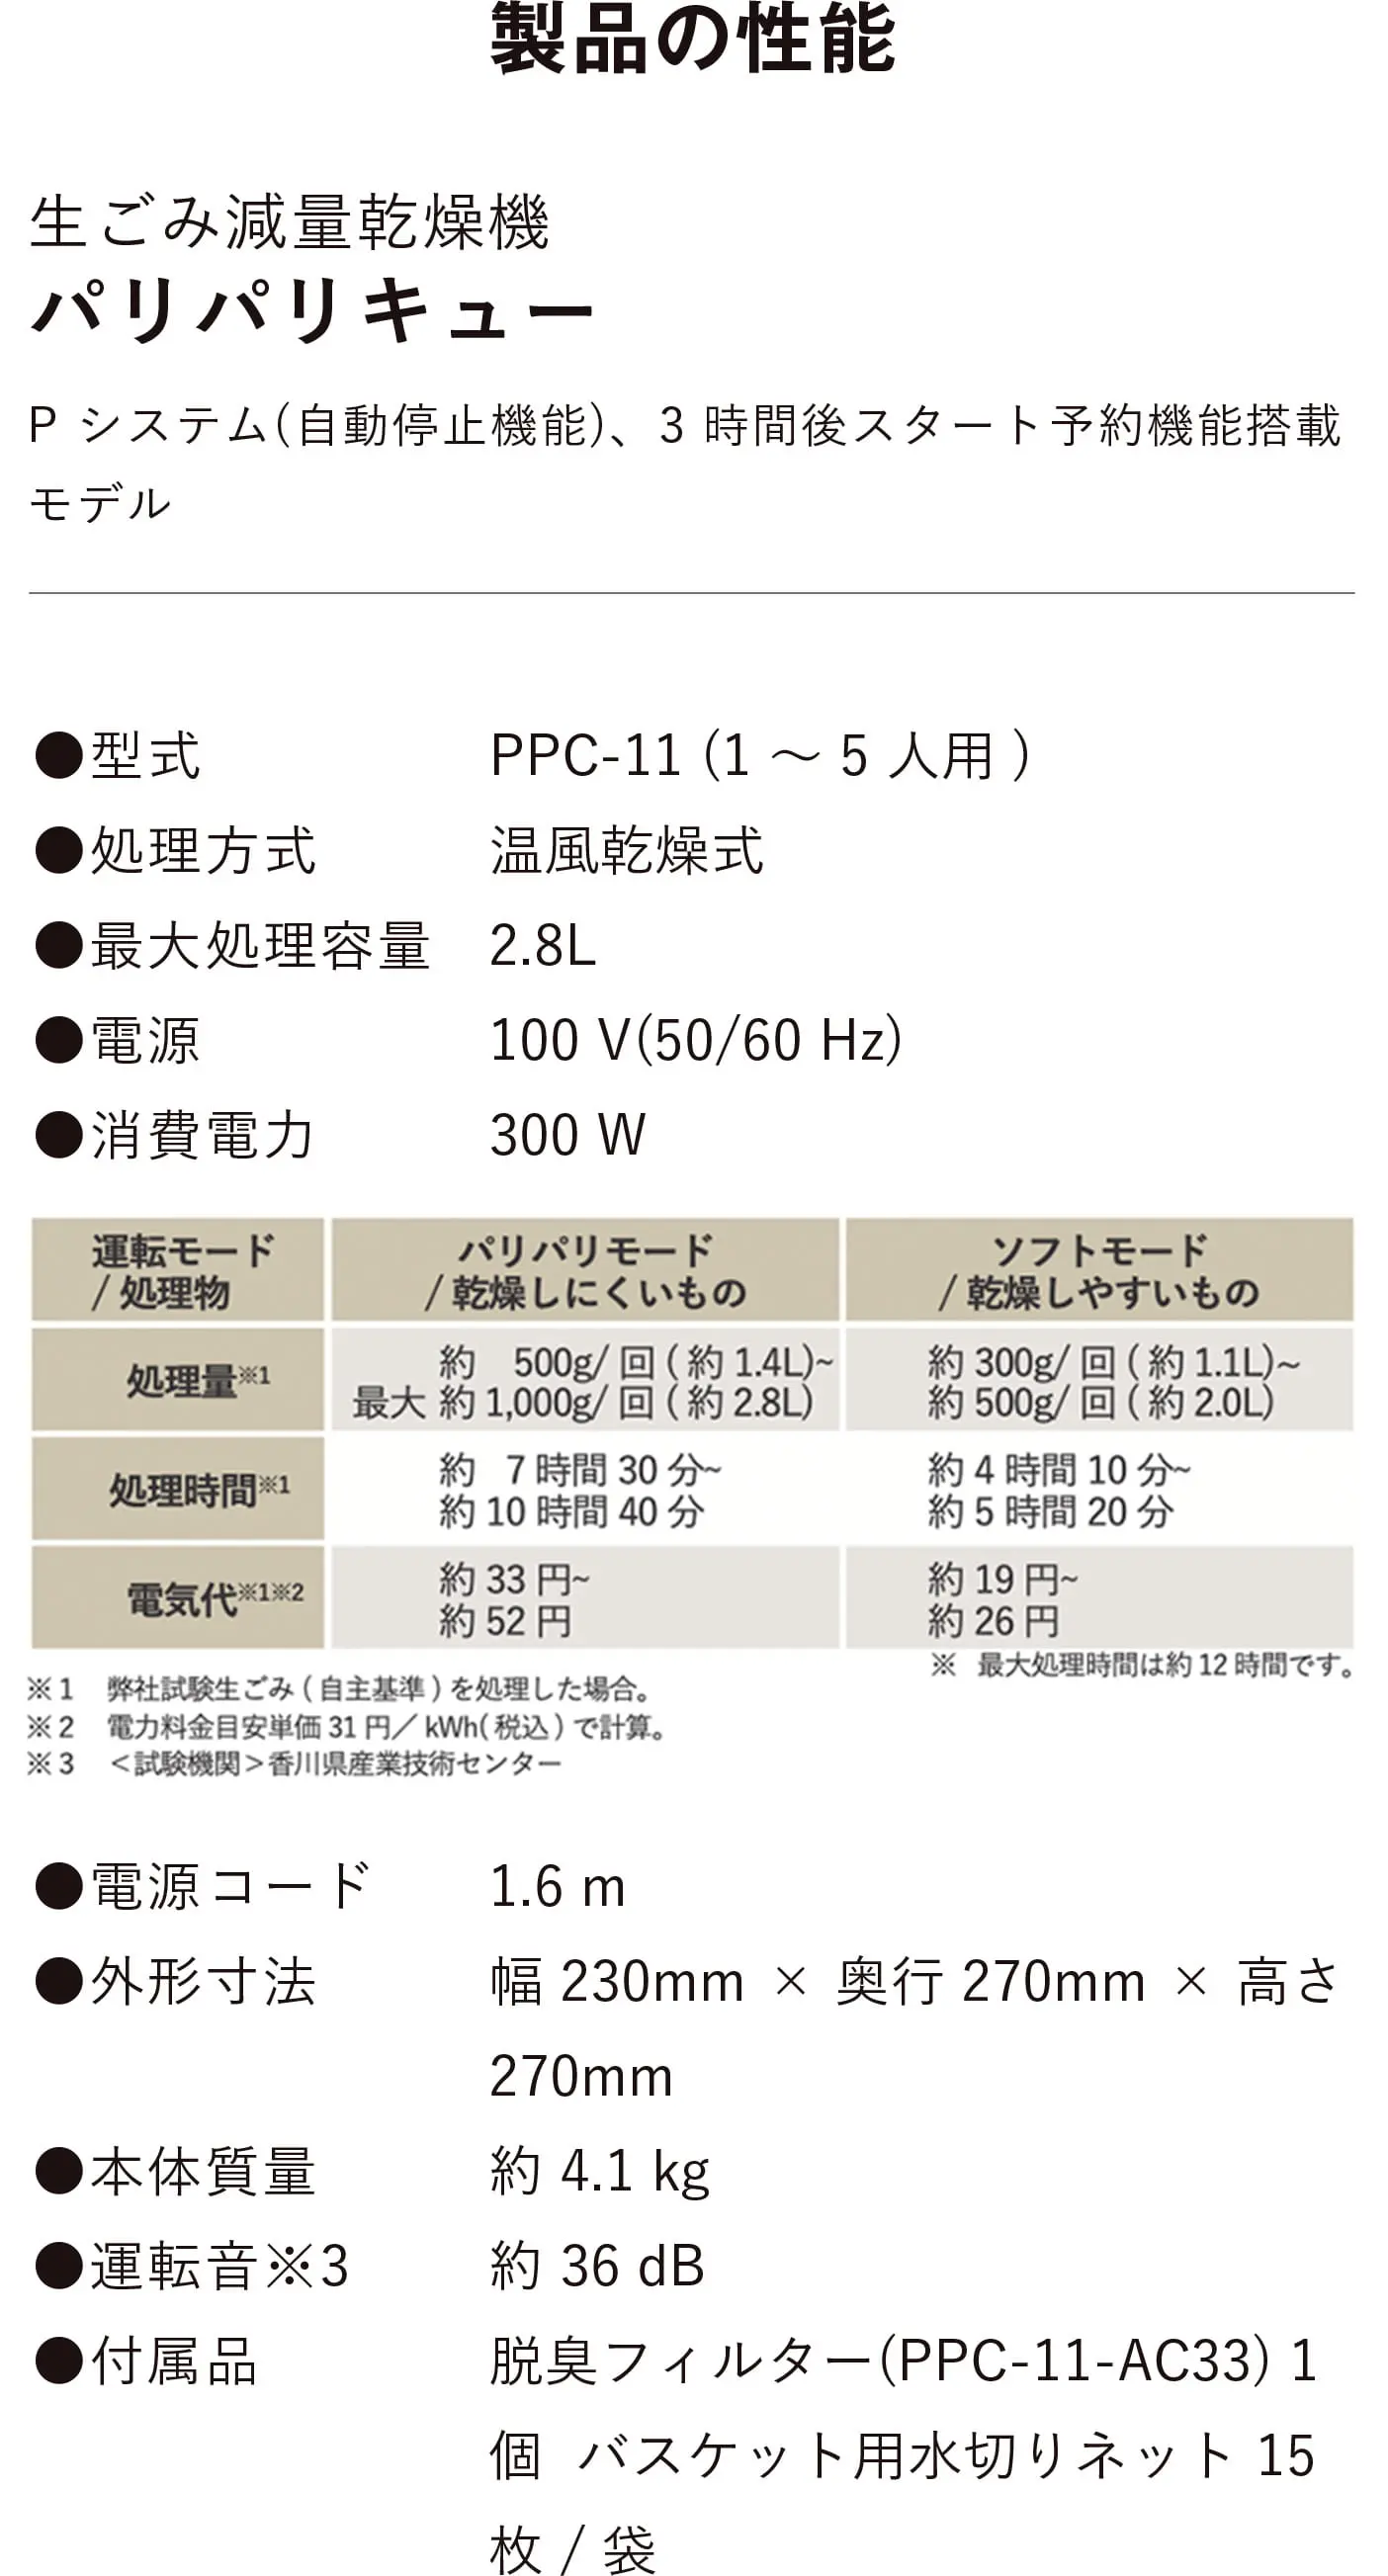 製品の性能
生ごみ減量乾燥機
パリパリキュー
P システム(自動停止機能)、3 時間後スタート予約機能搭載
モデル
●型式 PPC-11 (1 ～ 5 人用 )
●処理方式 温風乾燥式
●最大処理容量 2.8L
●電源 100 V(50/60 Hz)
●消費電力 300 W
運転モード パリパリモード ソフトモード
/ 処理物 / 乾燥しにくいもの / 乾燥しやすいもの
処理量※1 約 500g/ 回 ( 約 1.4L)~ 約 300g/ 回 ( 約 1.1L)~
最大 約 1,000g/ 回 ( 約 2.8L) 約 500g/ 回 ( 約 2.0L)
処理時間※1 約 7 時間 30 分~ 約 4 時間 10 分~
約 10 時間 40 分 約 5 時間 20 分
電気代※1※2 約 33 円~ 約 19 円~
約 52 円 約 26 円
※ 最大処理時間は約 12 時間です。
※1 弊社試験生ごみ ( 自主基準 ) を処理した場合。
※2 電力料金目安単価 31 円／ kWh( 税込 ) で計算。
※3 ＜試験機関＞香川県産業技術センター
●電源コード 1.6 m
●外形寸法 幅 230mm × 奥行 270mm × 高さ
270mm
●本体質量 約 4.1 kg
●運転音※3 約 36 dB
●付属品 脱臭フィルター(PPC-11-AC33) 1
個 バスケット用水切りネット 15
枚 / 袋